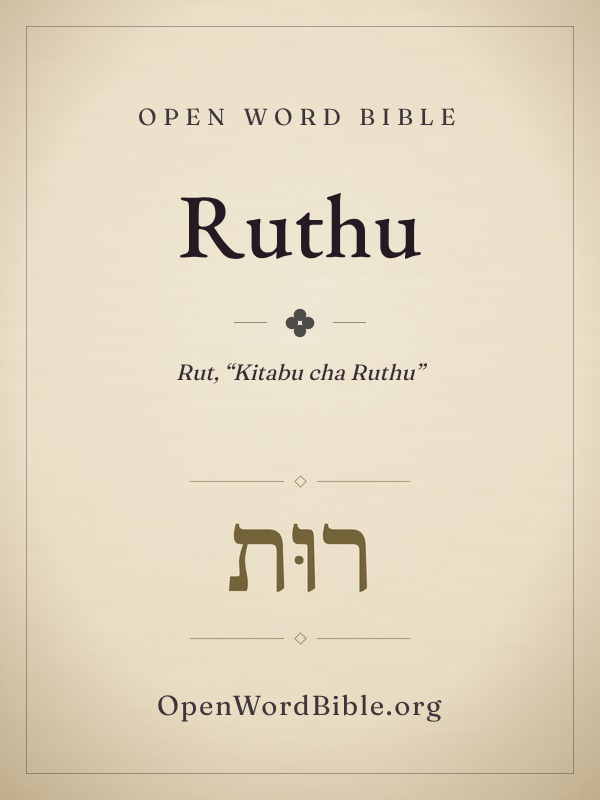 OPEN WORD BIBLE
Ruthu
Rut, “Kitabu cha Ruthu”
רוּת
OpenWordBible.org